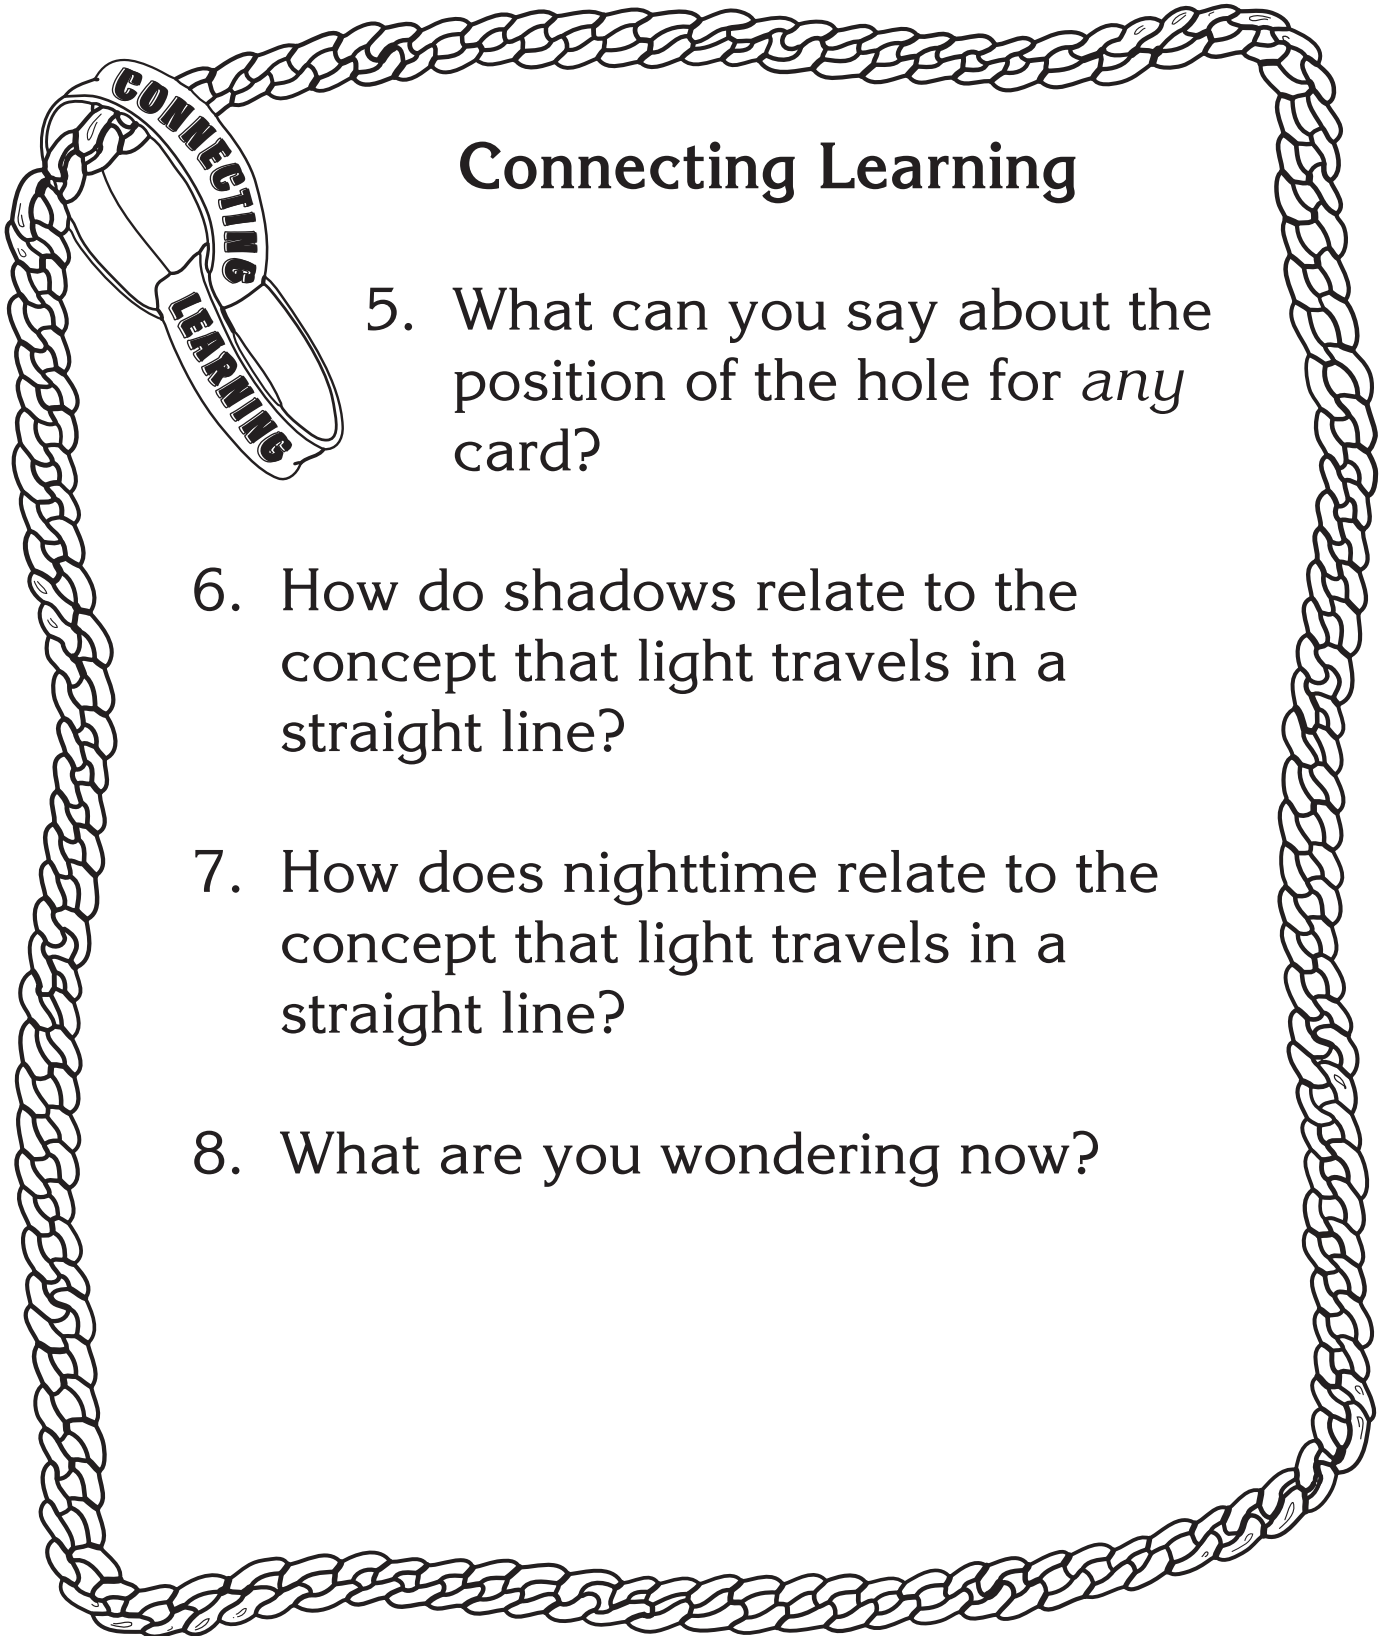 CONNECTING
LEARNING
Connecting Learning
5. What can you say about the
position of the hole for any
card?
6. How do shadows relate to the
concept that light travels in a
straight line?
7. How does nighttime relate to the
concept that light travels in a
straight line?
8. What are you wondering now?